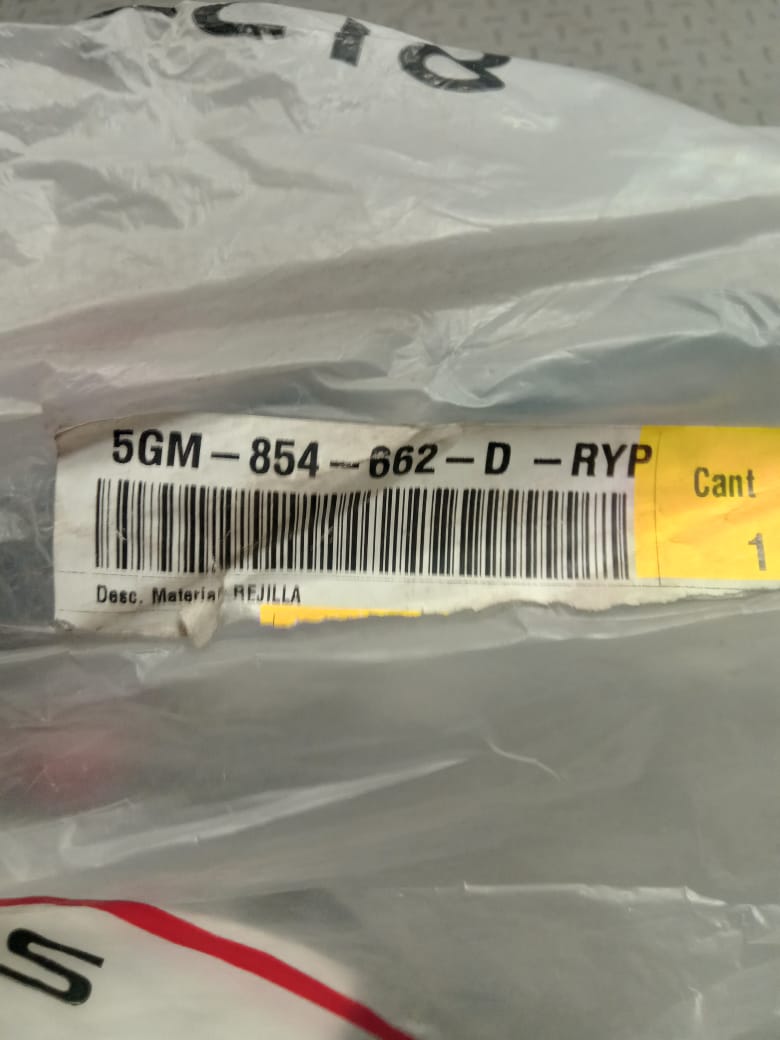 5GM-854-662-D -RYP
Cant
1
Desc. Material REJILLA
S